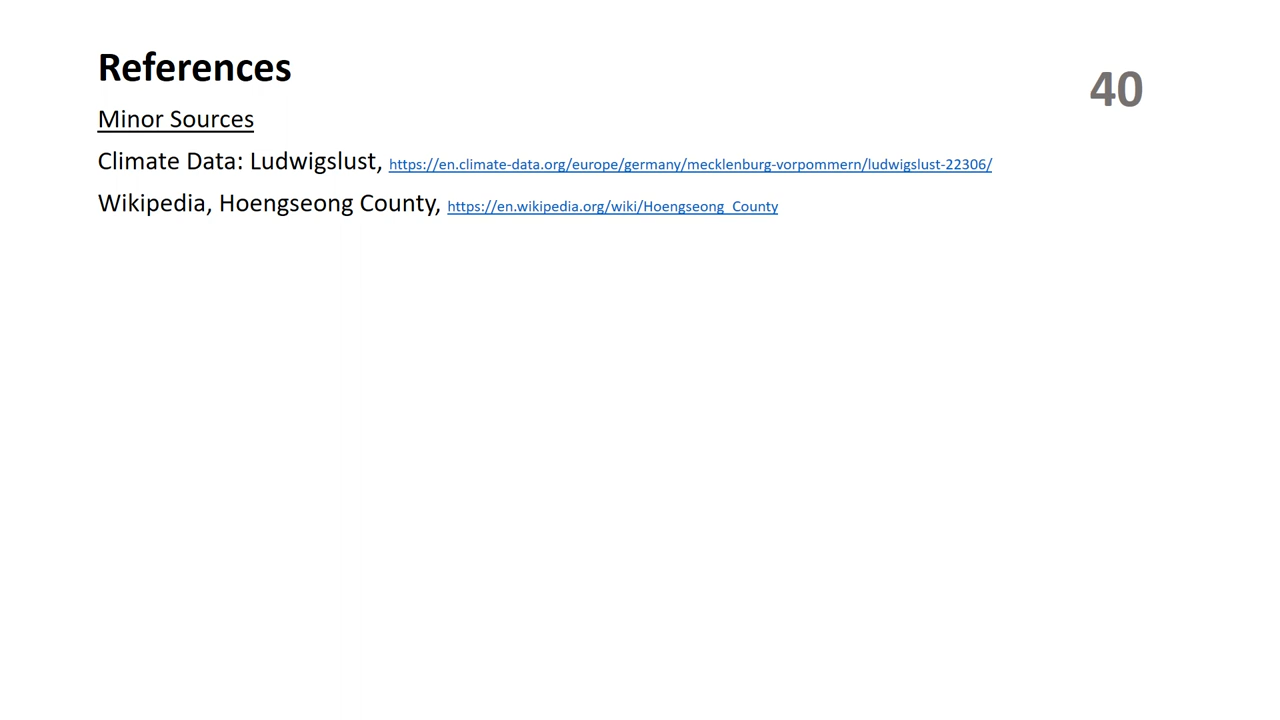 References
40
Minor Sources
Climate Data: Ludwigslust, https://en.climate-data.org/europe/germany/mecklenburg-vorpommern/ludwigslust-22306/
Wikipedia, Hoengseong County, https://en.wikipedia.org/wiki/Hoengseong_County